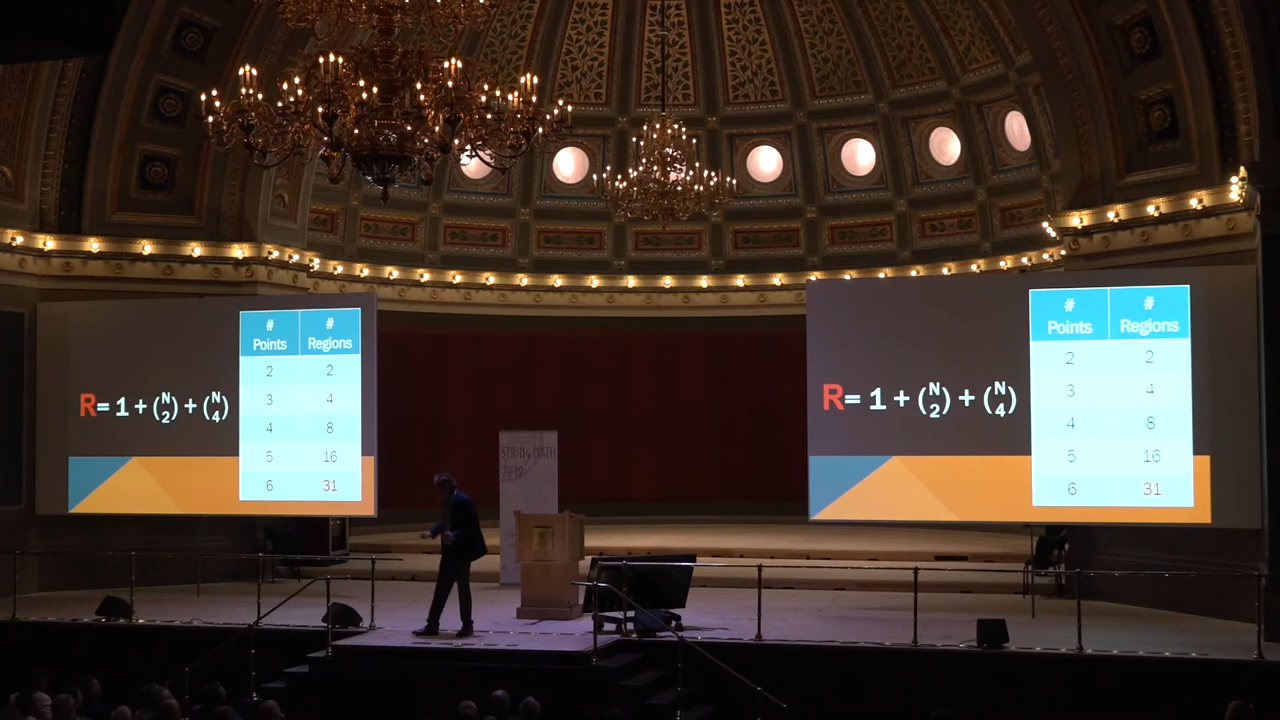 R = 1 + (N 2) + (N 4)
# Points # Regions
2 2
3 4
4 8
5 16
6 31
STRING MATH
R = 1 + (N 2) + (N 4)
# Points # Regions
2 2
3 4
4 8
5 16
6 31